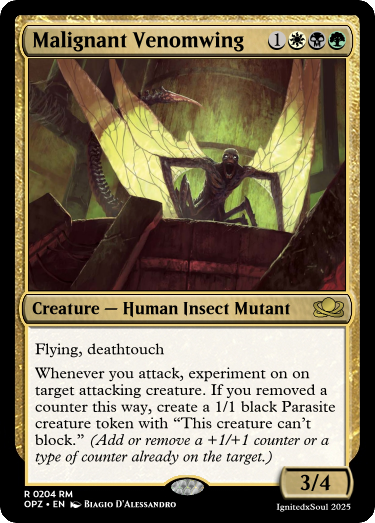 Malignant Venomwing 1
Creature — Human Insect Mutant
Flying, deathtouch
Whenever you attack, experiment on on
target attacking creature. If you removed a
counter this way, create a 1/1 black Parasite
creature token with “This creature can’t
block.” (Add or remove a +1/+1 counter or a
type of counter already on the target.)
3/4
R 0204 RM
OPZ • EN Biagio D’Alessandro
IgnitedxSoul 2025